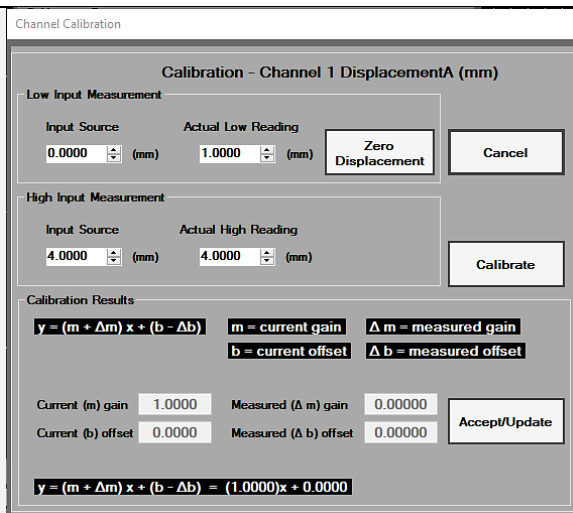 Channel Calibration
Calibration - Channel 1 DisplacementA (mm)
Low Input Measurement
Input Source
Actual Low Reading
0.0000 (mm)
1.0000 (mm)
Zero
Displacement
Cancel
High Input Measurement
Input Source
Actual High Reading
4.0000 (mm)
4.0000 (mm)
Calibrate
Calibration Results
y = (m + Δm) x + (b - Δb)
m = current gain
Δ m = measured gain
b = current offset
Δ b = measured offset
Current (m) gain 1.0000
Measured (Δ m) gain 0.00000
Current (b) offset 0.0000
Measured (Δ b) offset 0.00000
Accept/Update
y = (m + Δm) x + (b - Δb) = (1.0000)x + 0.0000